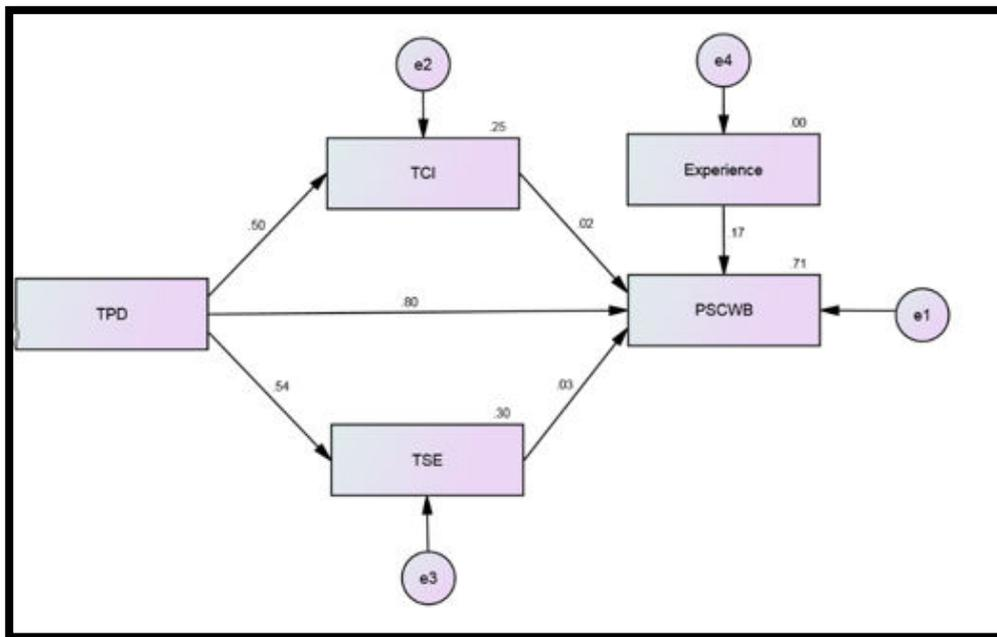 e2
e4
.25
.00
TCI
Experience
.50
.02
.17
.71
TPD
.80
PSCWB
e1
.54
.03
.30
TSE
e3